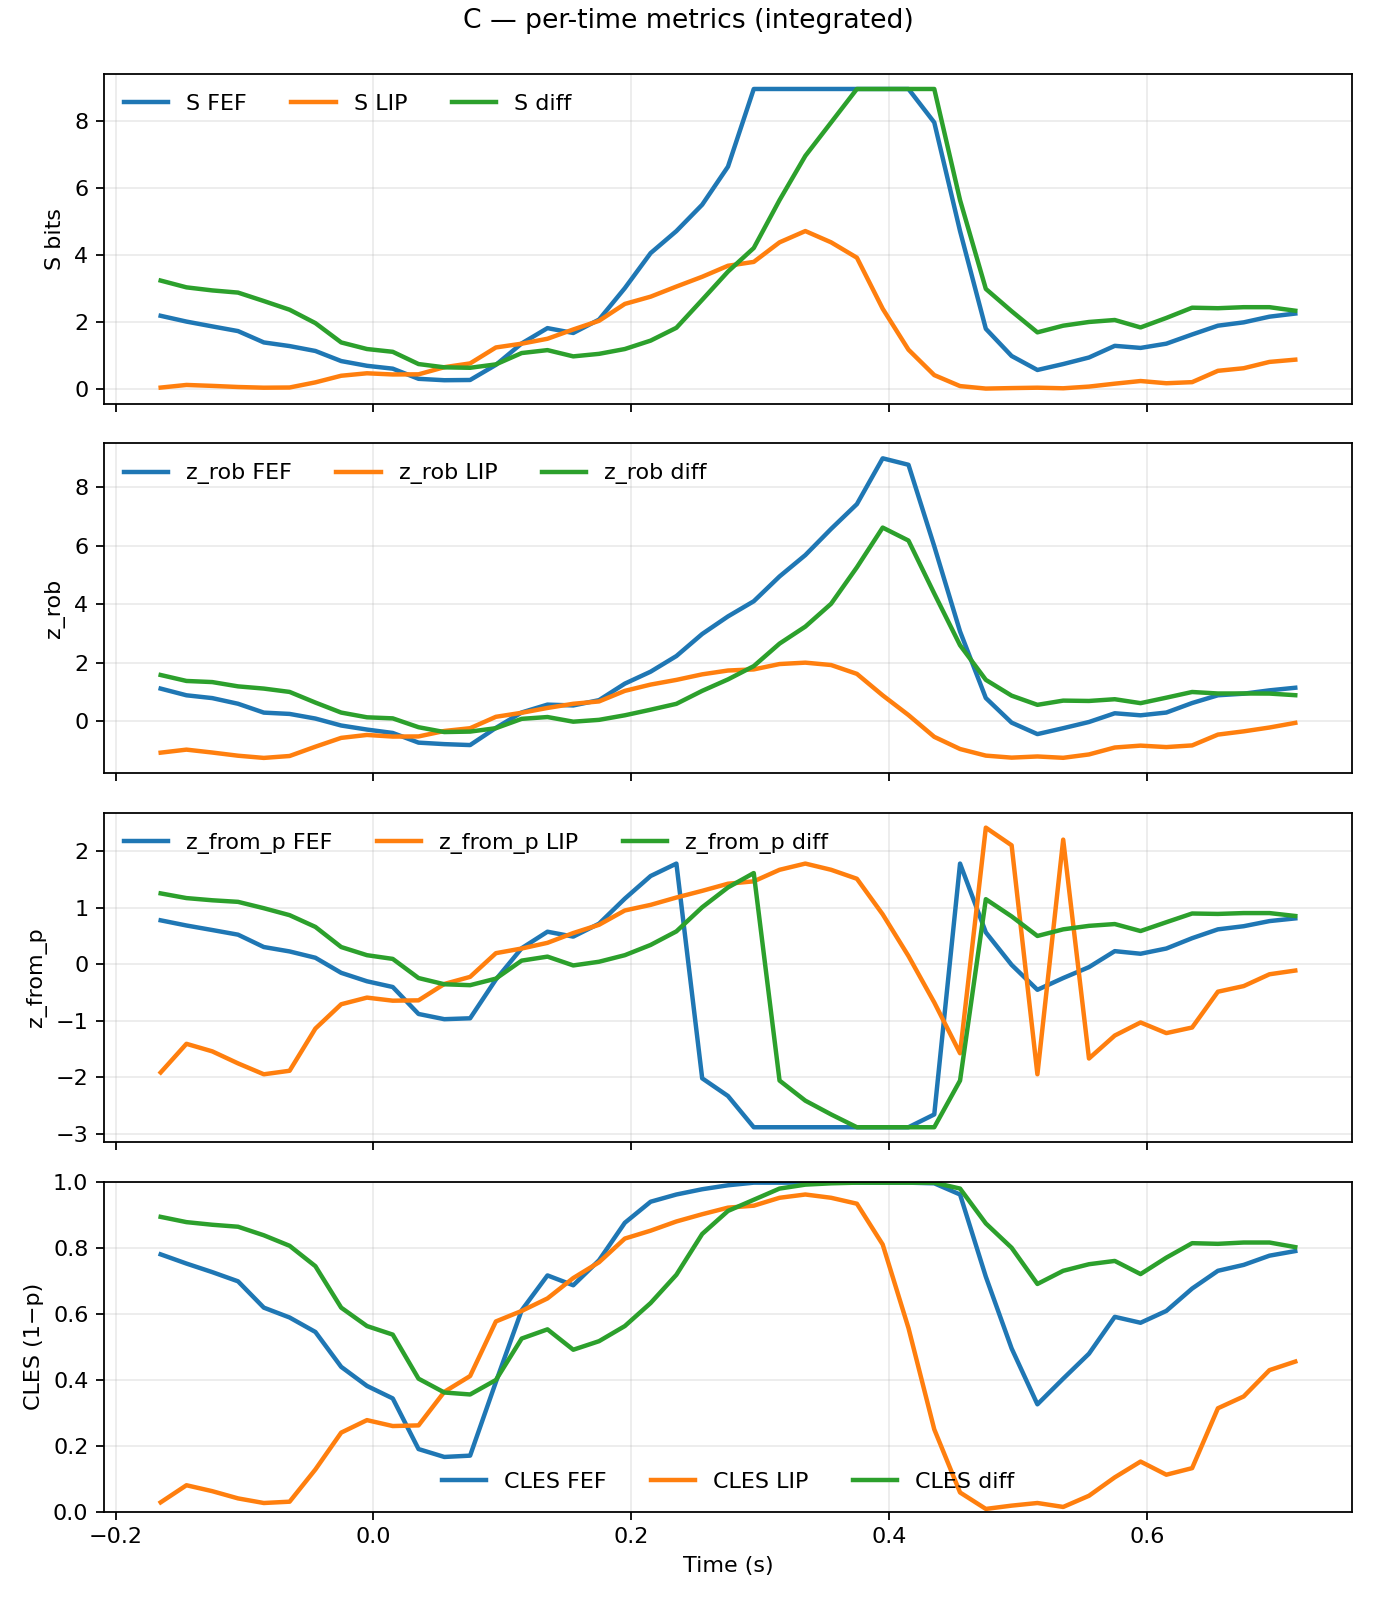 C — per-time metrics (integrated)
S FEF S LIP S diff
S bits
8
6
4
2
0
z_rob FEF z_rob LIP z_rob diff
z_rob
8
6
4
2
0
z_from_p FEF z_from_p LIP z_from_p diff
z_from_p
2
1
0
−1
−2
−3
CLES (1−p)
1.0
0.8
0.6
0.4
0.2
0.0
CLES FEF CLES LIP CLES diff
−0.2 0.0 0.2 0.4 0.6
Time (s)